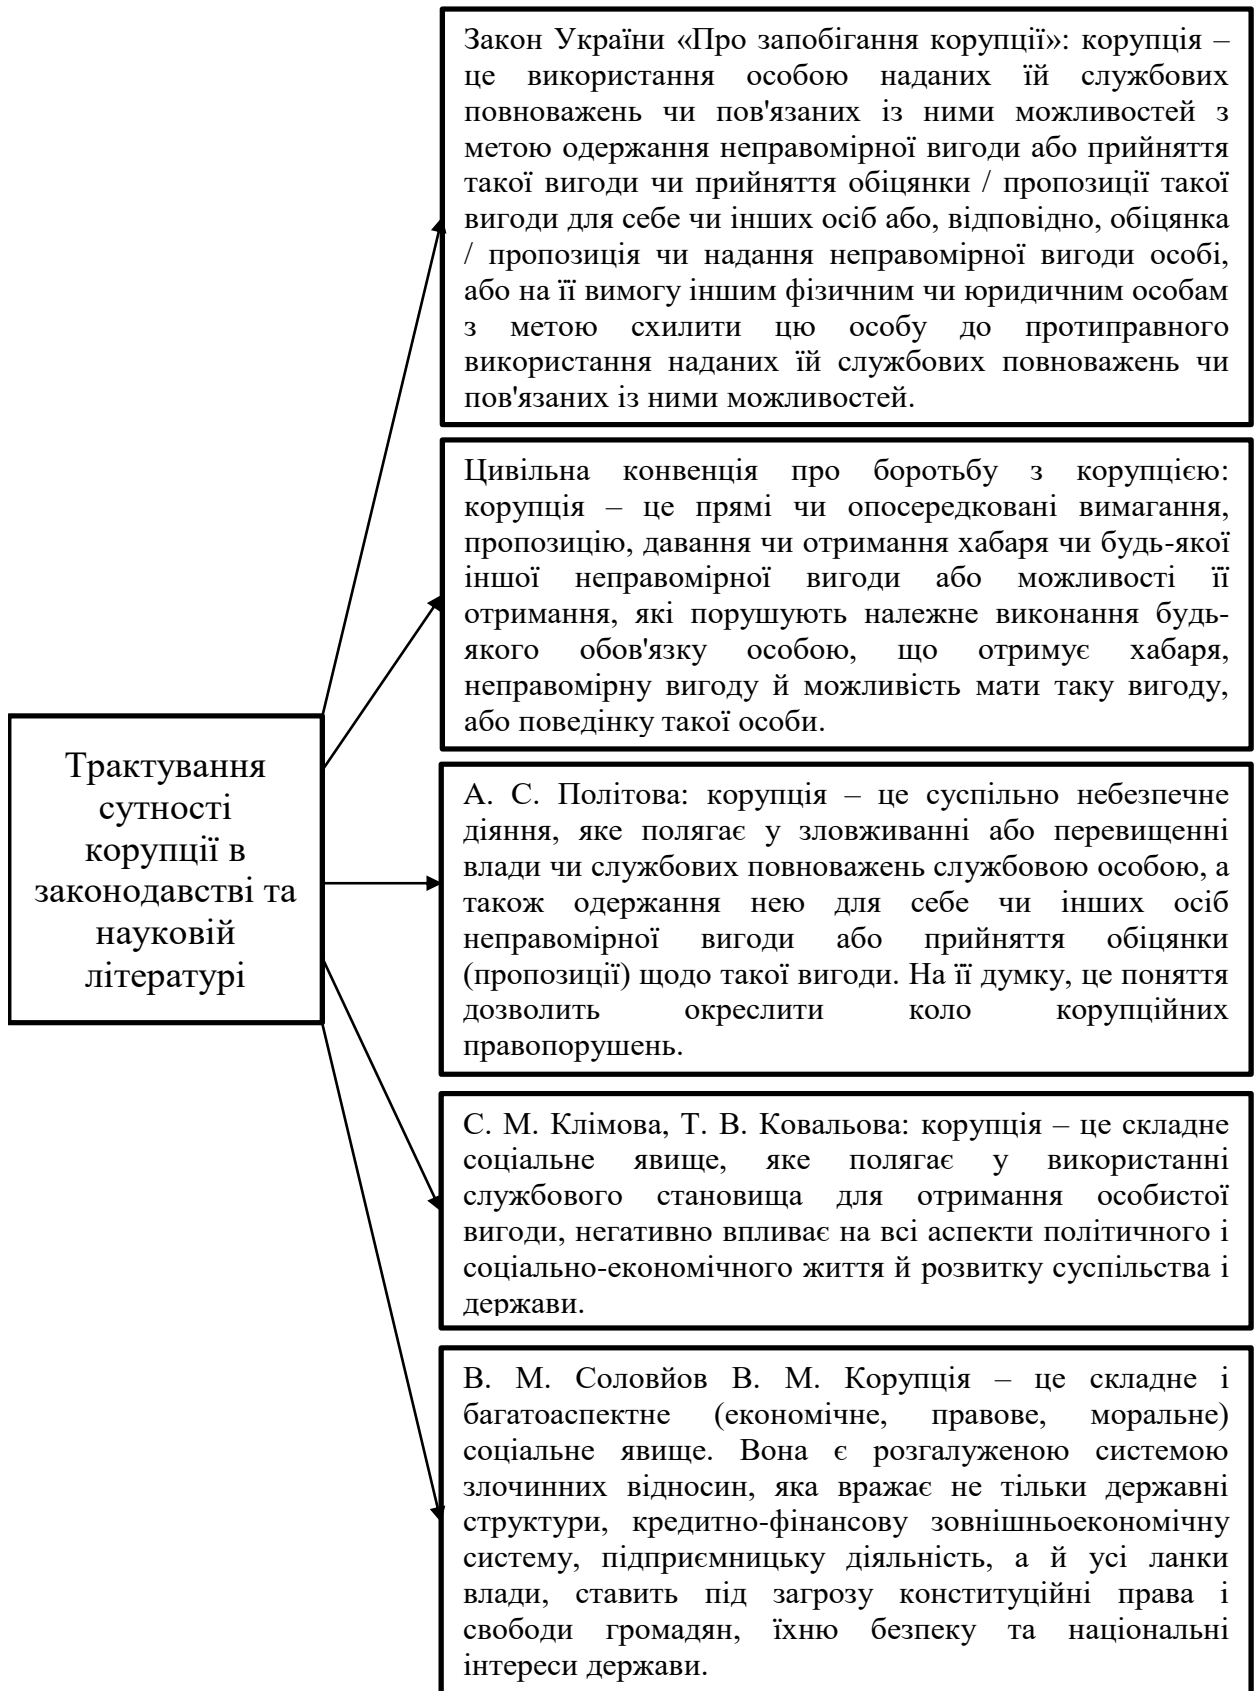 Закон України «Про запобігання корупції»: корупція –
це використання особою наданих їй службових
повноважень чи пов'язаних із ними можливостей з
метою одержання неправомірної вигоди або прийняття
такої вигоди чи прийняття обіцянки / пропозиції такої
вигоди для себе чи інших осіб або, відповідно, обіцянка
/ пропозиція чи надання неправомірної вигоди особі,
або на її вимогу іншим фізичним чи юридичним особам
з метою схилити цю особу до протиправного
використання наданих їй службових повноважень чи
пов'язаних із ними можливостей.
Цивільна конвенція про боротьбу з корупцією:
корупція – це прямі чи опосередковані вимагання,
пропозицію, давання чи отримання хабаря чи будь-якої
іншої неправомірної вигоди або можливості її
отримання, які порушують належне виконання будь-
якого обов'язку особою, що отримує хабаря,
неправомірну вигоду й можливість мати таку вигоду,
або поведінку такої особи.
Трактування
сутності
корупції в
законодавстві та
науковій
літературі
А. С. Політова: корупція – це суспільно небезпечне
діяння, яке полягає у зловживанні або перевищенні
влади чи службових повноважень службовою особою, а
також одержання нею для себе чи інших осіб
неправомірної вигоди або прийняття обіцянки
(пропозиції) щодо такої вигоди. На її думку, це поняття
дозволить окреслити коло корупційних
правопорушень.
С. М. Клімова, Т. В. Ковальова: корупція – це складне
соціальне явище, яке полягає у використанні
службового становища для отримання особистої
вигоди, негативно впливає на всі аспекти політичного і
соціально-економічного життя й розвитку суспільства і
держави.
В. М. Соловйов В. М. Корупція – це складне і
багатоаспектне (економічне, правове, моральне)
соціальне явище. Вона є розгалуженою системою
злочинних відносин, яка вражає не тільки державні
структури, кредитно-фінансову зовнішньоекономічну
систему, підприємницьку діяльність, а й усі ланки
влади, ставить під загрозу конституційні права і
свободи громадян, їхню безпеку та національні
інтереси держави.